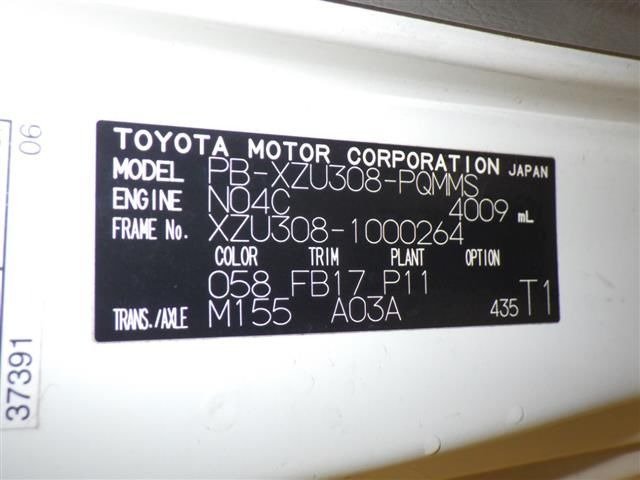 TOYOTA MOTOR CORPORATION JAPAN
MODEL PB-XZU308-PQMMS
ENGINE N04C 4009 mL
FRAME No. XZU308-1000264
COLOR TRIM PLANT OPTION
058 FB17 P11
TRANS./AXLE M155 A03A 435 T1
06
37391